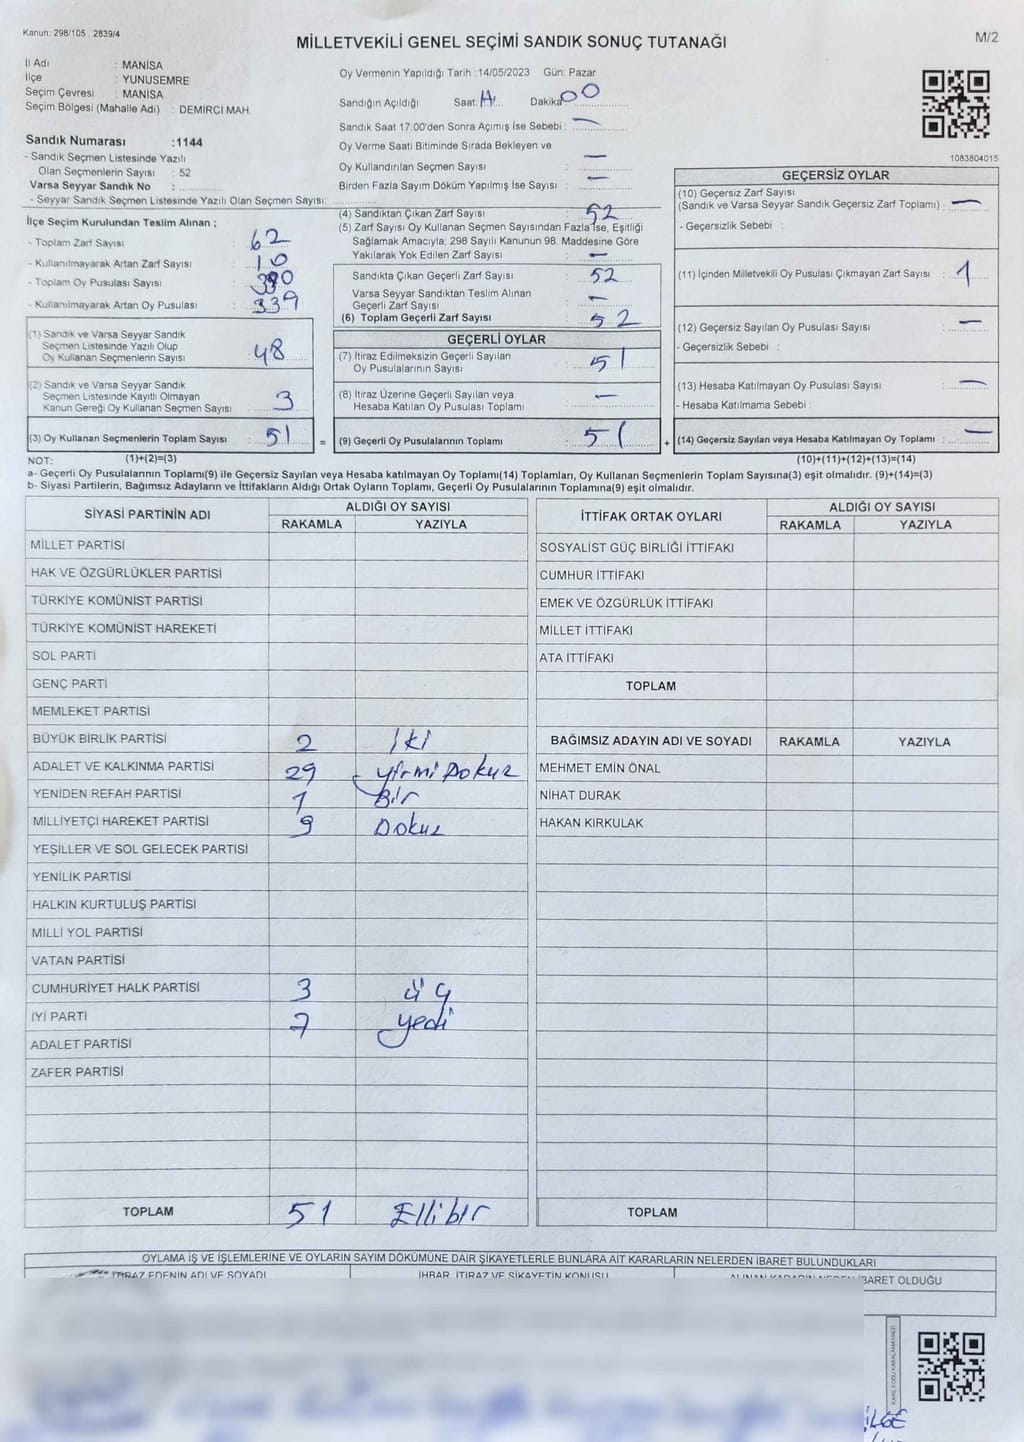 Kanun: 298/105 , 2839/4
MİLLETVEKİLİ GENEL SEÇİMİ SANDIK SONUÇ TUTANAĞI
M/2
İl Adı : MANİSA
İlçe : YUNUSEMRE
Seçim Çevresi : MANİSA
Seçim Bölgesi (Mahalle Adı) : DEMİRCİ MAH.
Sandık Numarası :1144
- Sandık Seçmen Listesinde Yazılı
Olan Seçmenlerin Sayısı : 52
Varsa Seyyar Sandık No :
- Seyyar Sandık Seçmen Listesinde Yazılı Olan Seçmen Sayısı:
Oy Vermenin Yapıldığı Tarih :14/05/2023 Gün: Pazar
Sandığın Açıldığı Saat: Dakika: 00
Sandık Saat 17:00'den Sonra Açımış İse Sebebi : —
Oy Verme Saati Bitiminde Sırada Bekleyen ve
Oy Kullandırılan Seçmen Sayısı : —
Birden Fazla Sayım Döküm Yapılmış İse Sayısı : —
1083804015
İlçe Seçim Kurulundan Teslim Alınan ;
- Toplam Zarf Sayısı : 62
- Kullanılmayarak Artan Zarf Sayısı : 10
- Toplam Oy Pusulası Sayısı : 390
- Kullanılmayarak Artan Oy Pusulası : 339
(1) Sandık ve Varsa Seyyar Sandık
Seçmen Listesinde Yazılı Olup
Oy Kullanan Seçmenlerin Sayısı : 48
(2) Sandık ve Varsa Seyyar Sandık
Seçmen Listesinde Kayıtlı Olmayan
Kanun Gereği Oy Kullanan Seçmen Sayısı : 3
(3) Oy Kullanan Seçmenlerin Toplam Sayısı : 51 =
(4) Sandıktan Çıkan Zarf Sayısı : 52
(5) Zarf Sayısı Oy Kullanan Seçmen Sayısından Fazla İse, Eşitliği
Sağlamak Amacıyla; 298 Sayılı Kanunun 98. Maddesine Göre
Yakılarak Yok Edilen Zarf Sayısı : —
Sandıkta Çıkan Geçerli Zarf Sayısı : 52
Varsa Seyyar Sandıktan Teslim Alınan
Geçerli Zarf Sayısı : —
(6) Toplam Geçerli Zarf Sayısı : 52
GEÇERLİ OYLAR
(7) İtiraz Edilmeksizin Geçerli Sayılan
Oy Pusulalarının Sayısı : 51
(8) İtiraz Üzerine Geçerli Sayılan veya
Hesaba Katılan Oy Pusulası Toplamı : —
(9) Geçerli Oy Pusulalarının Toplamı : 51 +
GEÇERSİZ OYLAR
(10) Geçersiz Zarf Sayısı
(Sandık ve Varsa Seyyar Sandık Geçersiz Zarf Toplamı) : —
- Geçersizlik Sebebi :
(11) İçinden Milletvekili Oy Pusulası Çıkmayan Zarf Sayısı : 1
(12) Geçersiz Sayılan Oy Pusulası Sayısı : —
- Geçersizlik Sebebi :
(13) Hesaba Katılmayan Oy Pusulası Sayısı : —
- Hesaba Katılmama Sebebi :
(14) Geçersiz Sayılan veya Hesaba Katılmayan Oy Toplamı : —
NOT: (1)+(2)=(3) (10)+(11)+(12)+(13)=(14)
a- Geçerli Oy Pusulalarının Toplamı(9) ile Geçersiz Sayılan veya Hesaba katılmayan Oy Toplamı(14) Toplamları, Oy Kullanan Seçmenlerin Toplam Sayısına(3) eşit olmalıdır. (9)+(14)=(3)
b- Siyasi Partilerin, Bağımsız Adayların ve İttifakların Aldığı Ortak Oyların Toplamı, Geçerli Oy Pusulalarının Toplamına(9) eşit olmalıdır.
SİYASİ PARTİNİN ADI ALDIĞI OY SAYISI
RAKAMLA YAZIYLA
MİLLET PARTİSİ
HAK VE ÖZGÜRLÜKLER PARTİSİ
TÜRKİYE KOMÜNİST PARTİSİ
TÜRKİYE KOMÜNİST HAREKETİ
SOL PARTİ
GENÇ PARTİ
MEMLEKET PARTİSİ
BÜYÜK BİRLİK PARTİSİ 2 iki
ADALET VE KALKINMA PARTİSİ 29 yirmi Dokuz
YENİDEN REFAH PARTİSİ 1 Bir
MİLLİYETÇİ HAREKET PARTİSİ 9 Dokuz
YEŞİLLER VE SOL GELECEK PARTİSİ
YENİLİK PARTİSİ
HALKIN KURTULUŞ PARTİSİ
MİLLİ YOL PARTİSİ
VATAN PARTİSİ
CUMHURİYET HALK PARTİSİ 3 üç
İYİ PARTİ 7 yedi
ADALET PARTİSİ
ZAFER PARTİSİ
TOPLAM 51 Ellibir
İTTİFAK ORTAK OYLARI ALDIĞI OY SAYISI
RAKAMLA YAZIYLA
SOSYALİST GÜÇ BİRLİĞİ İTTİFAKI
CUMHUR İTTİFAKI
EMEK VE ÖZGÜRLÜK İTTİFAKI
MİLLET İTTİFAKI
ATA İTTİFAKI
TOPLAM
BAĞIMSIZ ADAYIN ADI VE SOYADI RAKAMLA YAZIYLA
MEHMET EMİN ÖNAL
NİHAT DURAK
HAKAN KIRKULAK
TOPLAM
OYLAMA İŞ VE İŞLEMLERİNE VE OYLARIN SAYIM DÖKÜMÜNE DAİR ŞİKAYETLERLE BUNLARA AİT KARARLARIN NELERDEN İBARET BULUNDUKLARI
İTİRAZ EDENİN ADI VE SOYADI İHBAR, İTİRAZ VE ŞİKAYETİN KONUSU ALINAN KARARIN NEDEN İBARET OLDUĞU